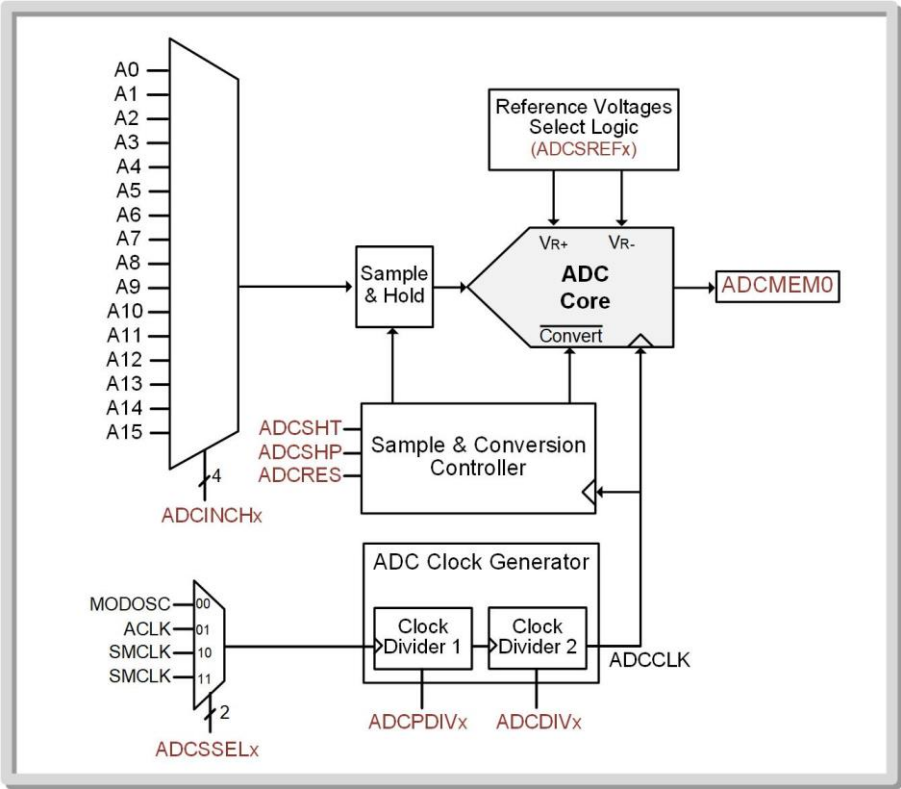 A0
A1
A2
A3
A4
A5
A6
A7
A8
A9
A10
A11
A12
A13
A14
A15
4
ADCINCHx
Reference Voltages
Select Logic
(ADCSREFx)
VR+ VR-
ADC
Core
Convert
Sample
& Hold
ADCMEM0
ADCSHT
ADCSHP
ADCRES
Sample & Conversion
Controller
ADC Clock Generator
MODOSC 00
ACLK 01
SMCLK 10
SMCLK 11
2
ADCSSELx
Clock
Divider 1
Clock
Divider 2
ADCCLK
ADCPDIVx
ADCDIVx